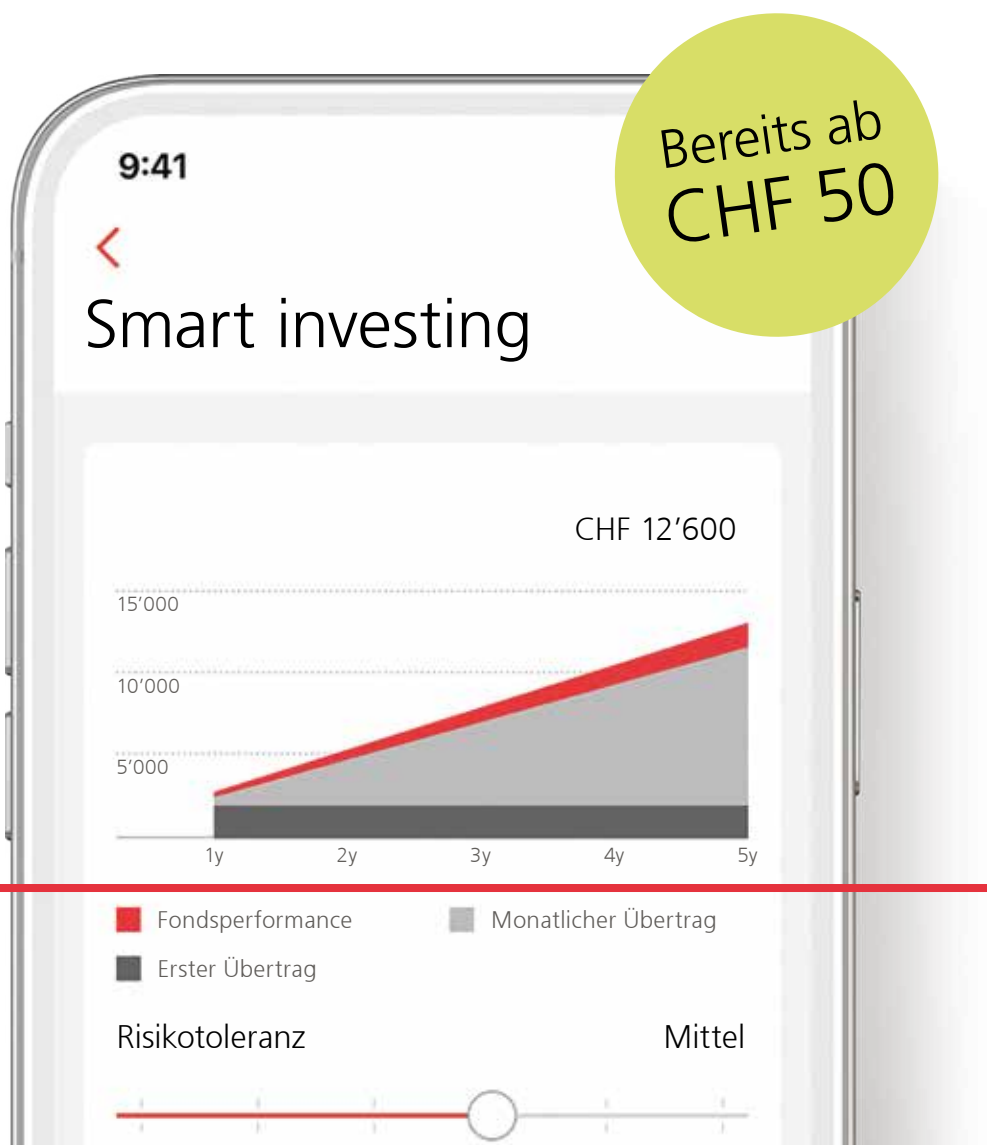 Bereits ab
CHF 50
9:41
Smart investing
CHF 12’600
15’000
10’000
5’000
1y 2y 3y 4y 5y
Fondsperformance Monatlicher Übertrag
Erster Übertrag
Risikotoleranz Mittel